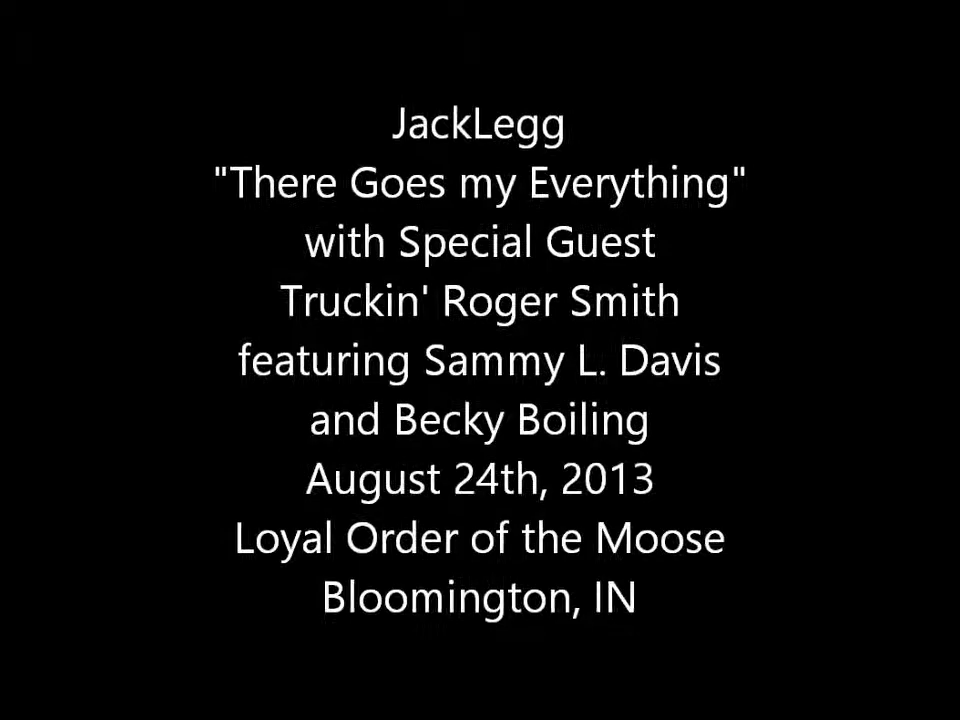 JackLegg
"There Goes my Everything"
with Special Guest
Truckin' Roger Smith
featuring Sammy L. Davis
and Becky Boiling
August 24th, 2013
Loyal Order of the Moose
Bloomington, IN